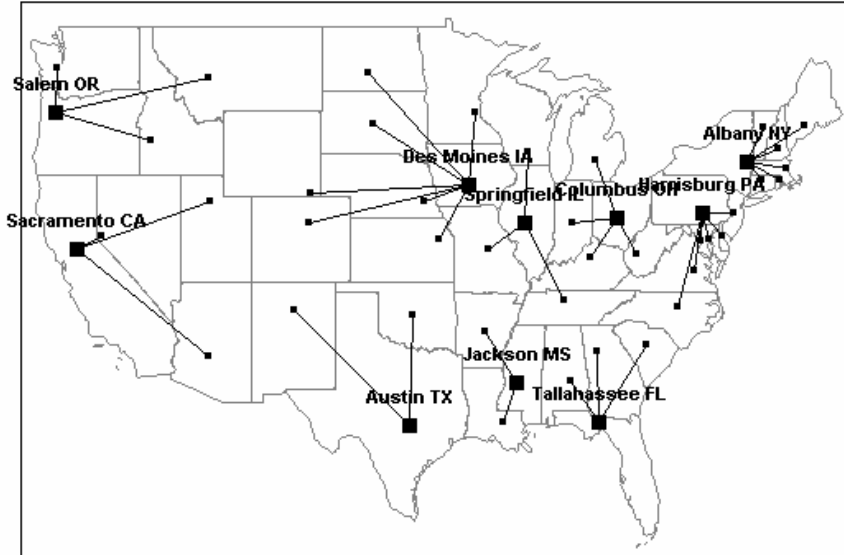 Salem OR
Albany NY
Des Moines IA
Springfield IL
Columbus OH
Harrisburg PA
Sacramento CA
Jackson MS
Austin TX
Tallahassee FL